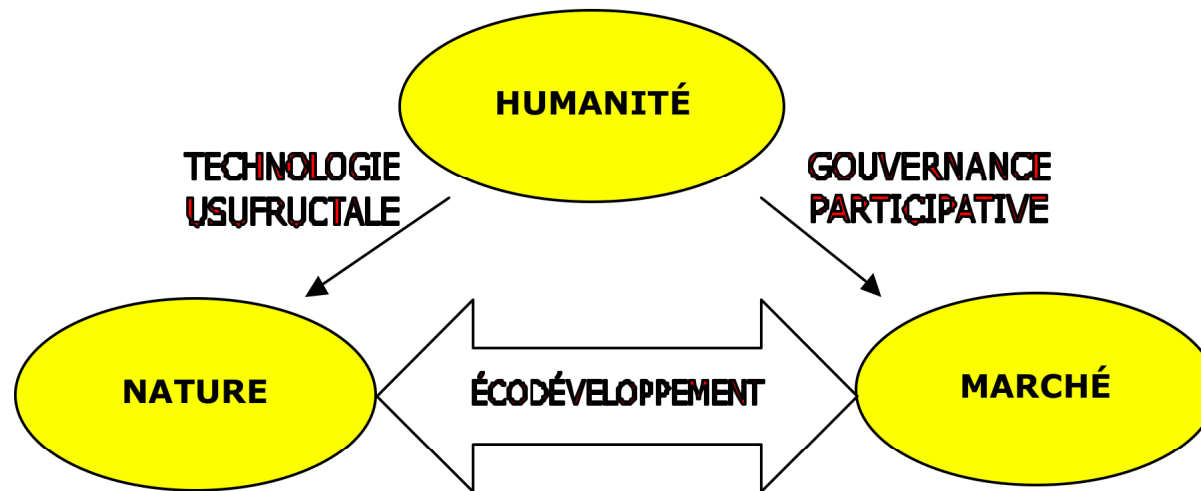 HUMANITÉ
TECHNOLOGIE
USUFRUCTALE
GOUVERNANCE
PARTICIPATIVE
NATURE
ÉCODÉVELOPPEMENT
MARCHÉ